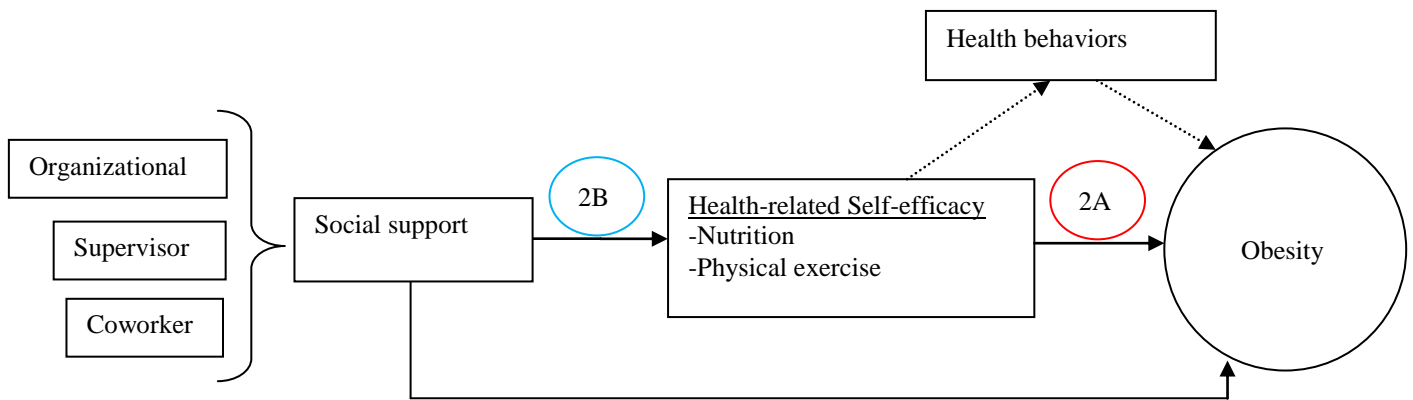 Health behaviors
Organizational
Supervisor
Coworker
Social support
2B
Health-related Self-efficacy
-Nutrition
-Physical exercise
2A
Obesity